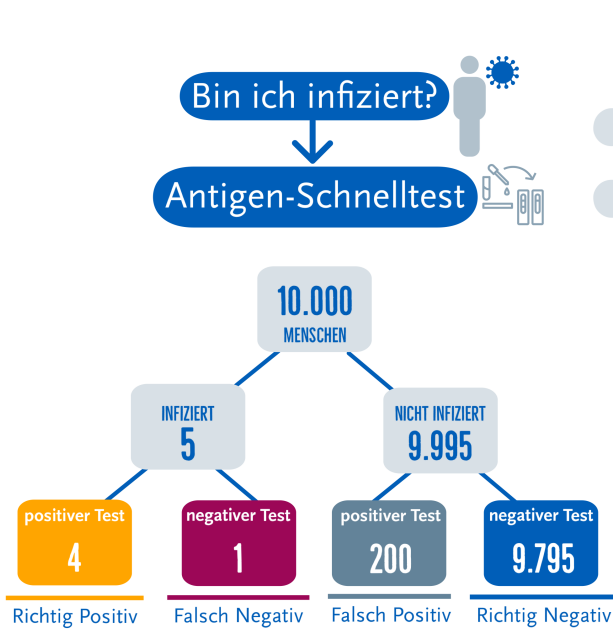 Bin ich infiziert?
Antigen-Schnelltest
10.000
MENSCHEN
INFIZIERT
5
NICHT INFIZIERT
9.995
positiver Test
4
negativer Test
1
positiver Test
200
negativer Test
9.795
Richtig Positiv
Falsch Negativ
Falsch Positiv
Richtig Negativ